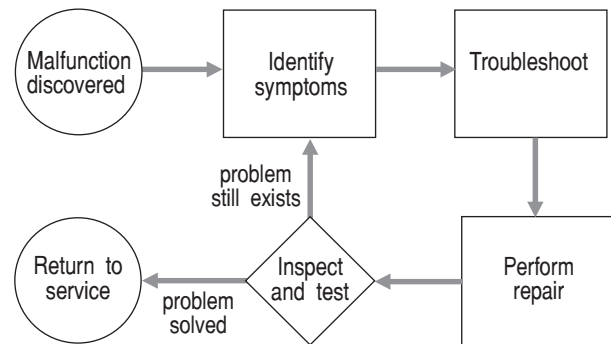 Malfunction
discovered
Identify
symptoms
Troubleshoot
problem
still exists
Return to
service
problem
solved
Inspect
and test
Perform
repair